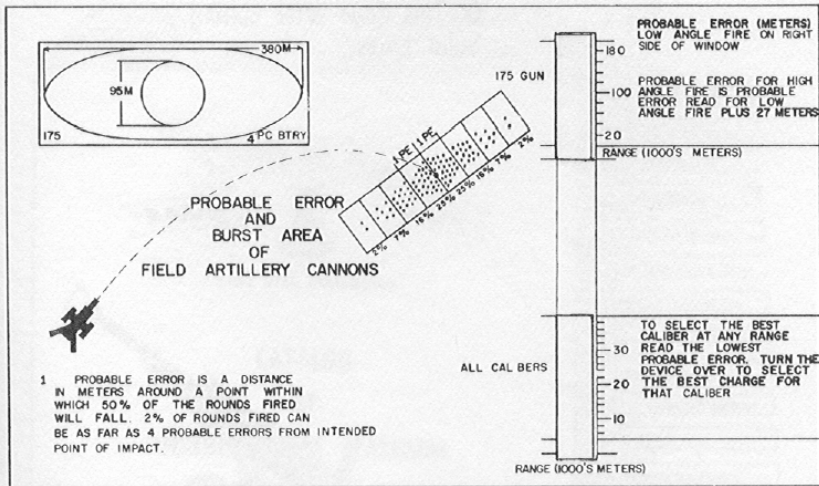 380M
95M
175
4 PC BTRY
175 GUN
1 PE
1 PE
2%
7%
16%
25%
25%
16%
7%
2%
PROBABLE ERROR
AND
BURST AREA
OF
FIELD ARTILLERY CANNONS
1 PROBABLE ERROR IS A DISTANCE
IN METERS AROUND A POINT WITHIN
WHICH 50% OF THE ROUNDS FIRED
WILL FALL. 2% OF ROUNDS FIRED CAN
BE AS FAR AS 4 PROBABLE ERRORS FROM INTENDED
POINT OF IMPACT.
180
100
20
PROBABLE ERROR (METERS)
LOW ANGLE FIRE ON RIGHT
SIDE OF WINDOW
PROBABLE ERROR FOR HIGH
ANGLE FIRE IS PROBABLE
ERROR READ FOR LOW
ANGLE FIRE PLUS 27 METERS
RANGE (1000'S METERS)
ALL CALIBERS
30
20
10
TO SELECT THE BEST
CALIBER AT ANY RANGE
READ THE LOWEST
PROBABLE ERROR. TURN THE
DEVICE OVER TO SELECT
THE BEST CHARGE FOR
THAT CALIBER
RANGE (1000'S METERS)